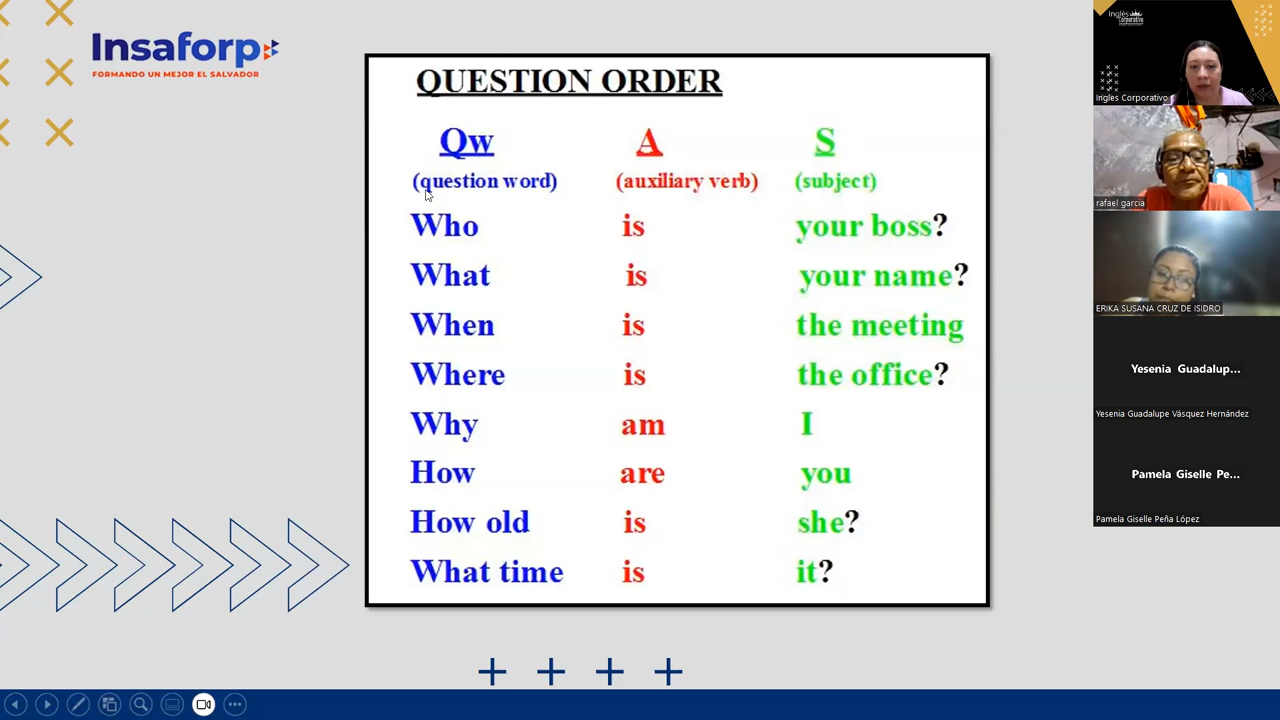 Insaforp
FORMANDO UN MEJOR EL SALVADOR
QUESTION ORDER
Qw A S
(question word) (auxiliary verb) (subject)
Who is your boss?
What is your name?
When is the meeting
Where is the office?
Why am I
How are you
How old is she?
What time is it?
Inglés
Corporativo
Ingles Corporativo
rafael garcia
ERIKA SUSANA CRUZ DE ISIDRO
Yesenia Guadalup...
Yesenia Guadalupe Vásquez Hernández
Pamela Giselle Pe...
Pamela Giselle Peña López